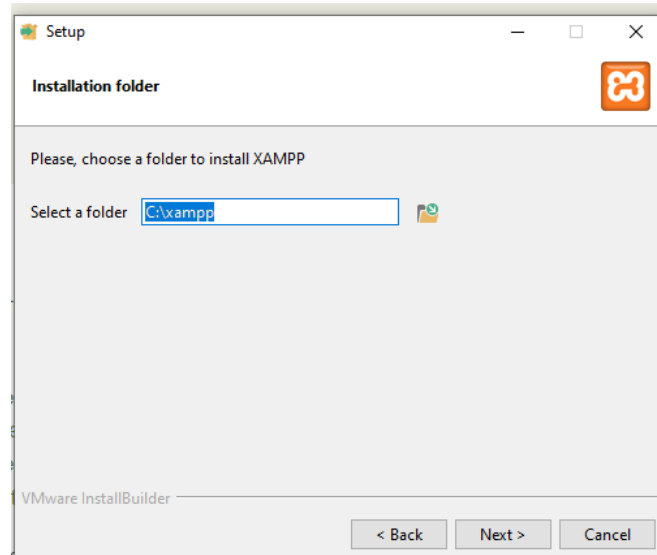 Setup
Installation folder
Please, choose a folder to install XAMPP
Select a folder C:\xampp
VMware InstallBuilder
< Back Next > Cancel